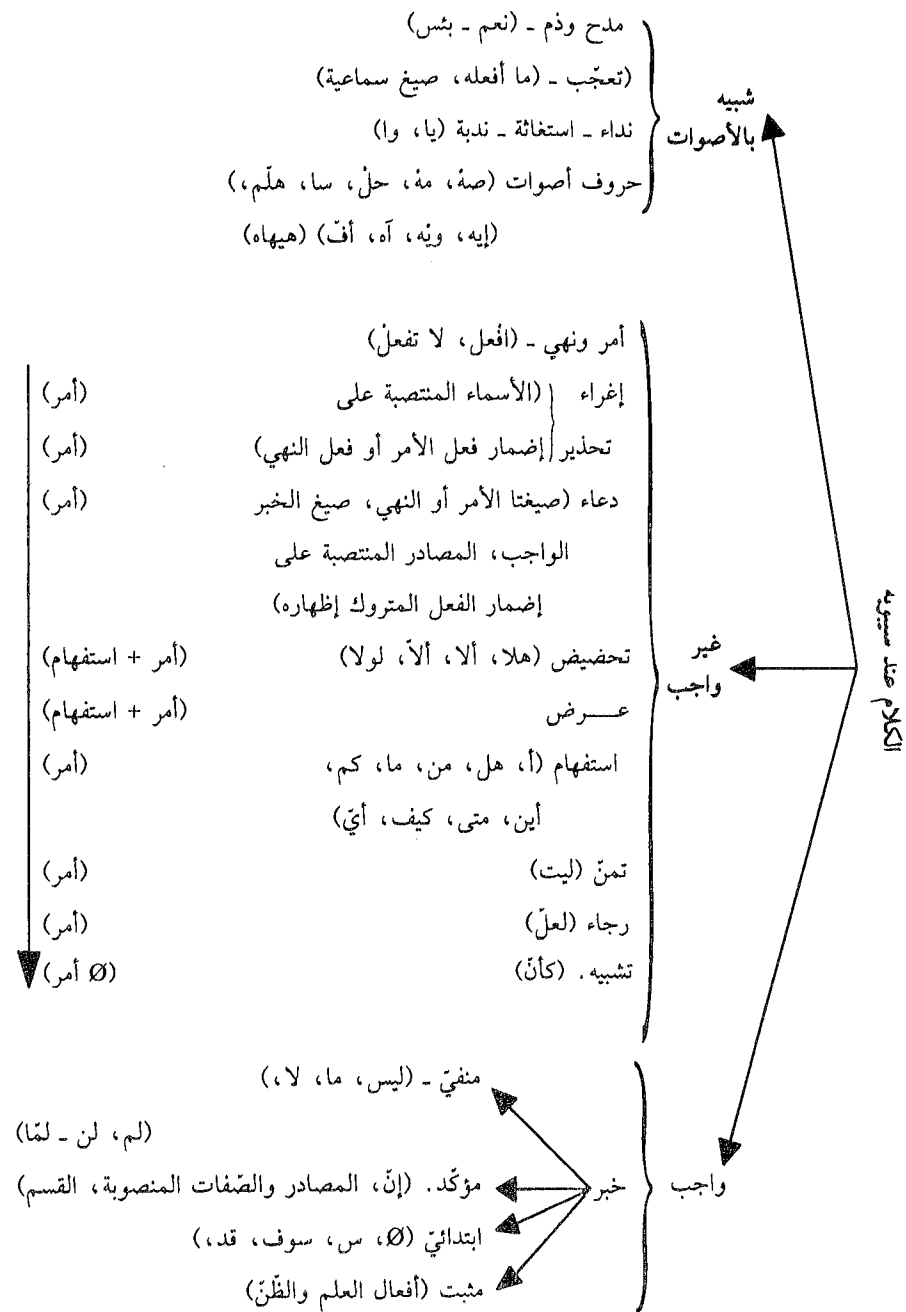 مدح وذم - (نعم - بئس)
(تعجّب - (ما أفعله، صيغ سماعية)
شبيه
بالأصوات
نداء - استغاثة - ندبة (يا، وا)
حروف أصوات (صهْ، مهْ، حلْ، سا، هلّم،)
(إيه، ويْه، آه، أفّ) (هيهاه)
أمر ونهي - (افْعل، لا تفعلْ)
إغراء (الأسماء المنتصبة على (أمر)
تحذير إضمار فعل الأمر أو فعل النهي) (أمر)
دعاء (صيغتا الأمر أو النهي، صيغ الخبر (أمر)
الواجب، المصادر المنتصبة على
إضمار الفعل المتروك إظهاره)
الكلام عند سيبويه
غير
واجب
تحضيض (هلا، ألا، ألاّ، لولا) (أمر + استفهام)
عـــرض (أمر + استفهام)
استفهام (أ، هل، من، ما، كم، (أمر)
أين، متى، كيف، أيّ)
تمنّ (ليت) (أمر)
رجاء (لعلّ) (أمر)
تشبيه. (كأنّ) (Ø أمر)
منفيّ - (ليس، ما، لا،)
(لم، لن - لمّا)
واجب خبر مؤكّد. (إنّ، المصادر والصّفات المنصوبة، القسم)
ابتدائيّ (Ø، س، سوف، قد،)
مثبت (أفعال العلم والظّنّ)